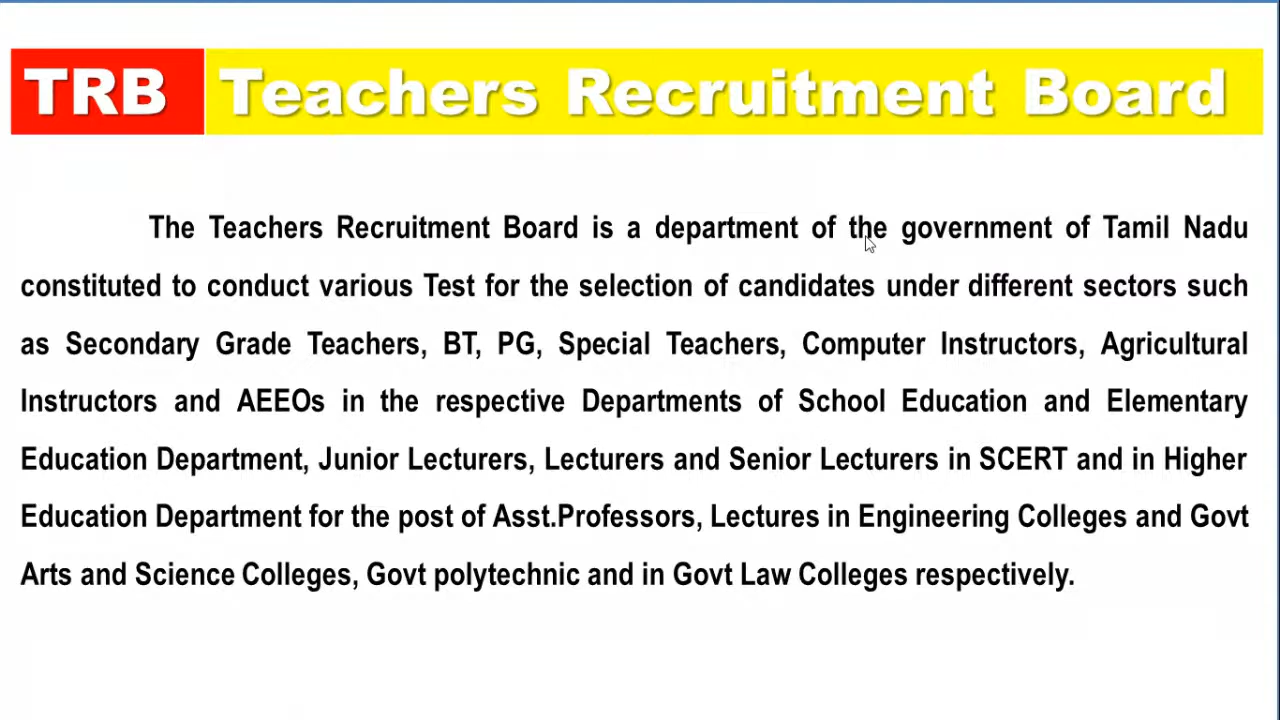 TRB Teachers Recruitment Board
The Teachers Recruitment Board is a department of the government of Tamil Nadu
constituted to conduct various Test for the selection of candidates under different sectors such
as Secondary Grade Teachers, BT, PG, Special Teachers, Computer Instructors, Agricultural
Instructors and AEEOs in the respective Departments of School Education and Elementary
Education Department, Junior Lecturers, Lecturers and Senior Lecturers in SCERT and in Higher
Education Department for the post of Asst.Professors, Lectures in Engineering Colleges and Govt
Arts and Science Colleges, Govt polytechnic and in Govt Law Colleges respectively.